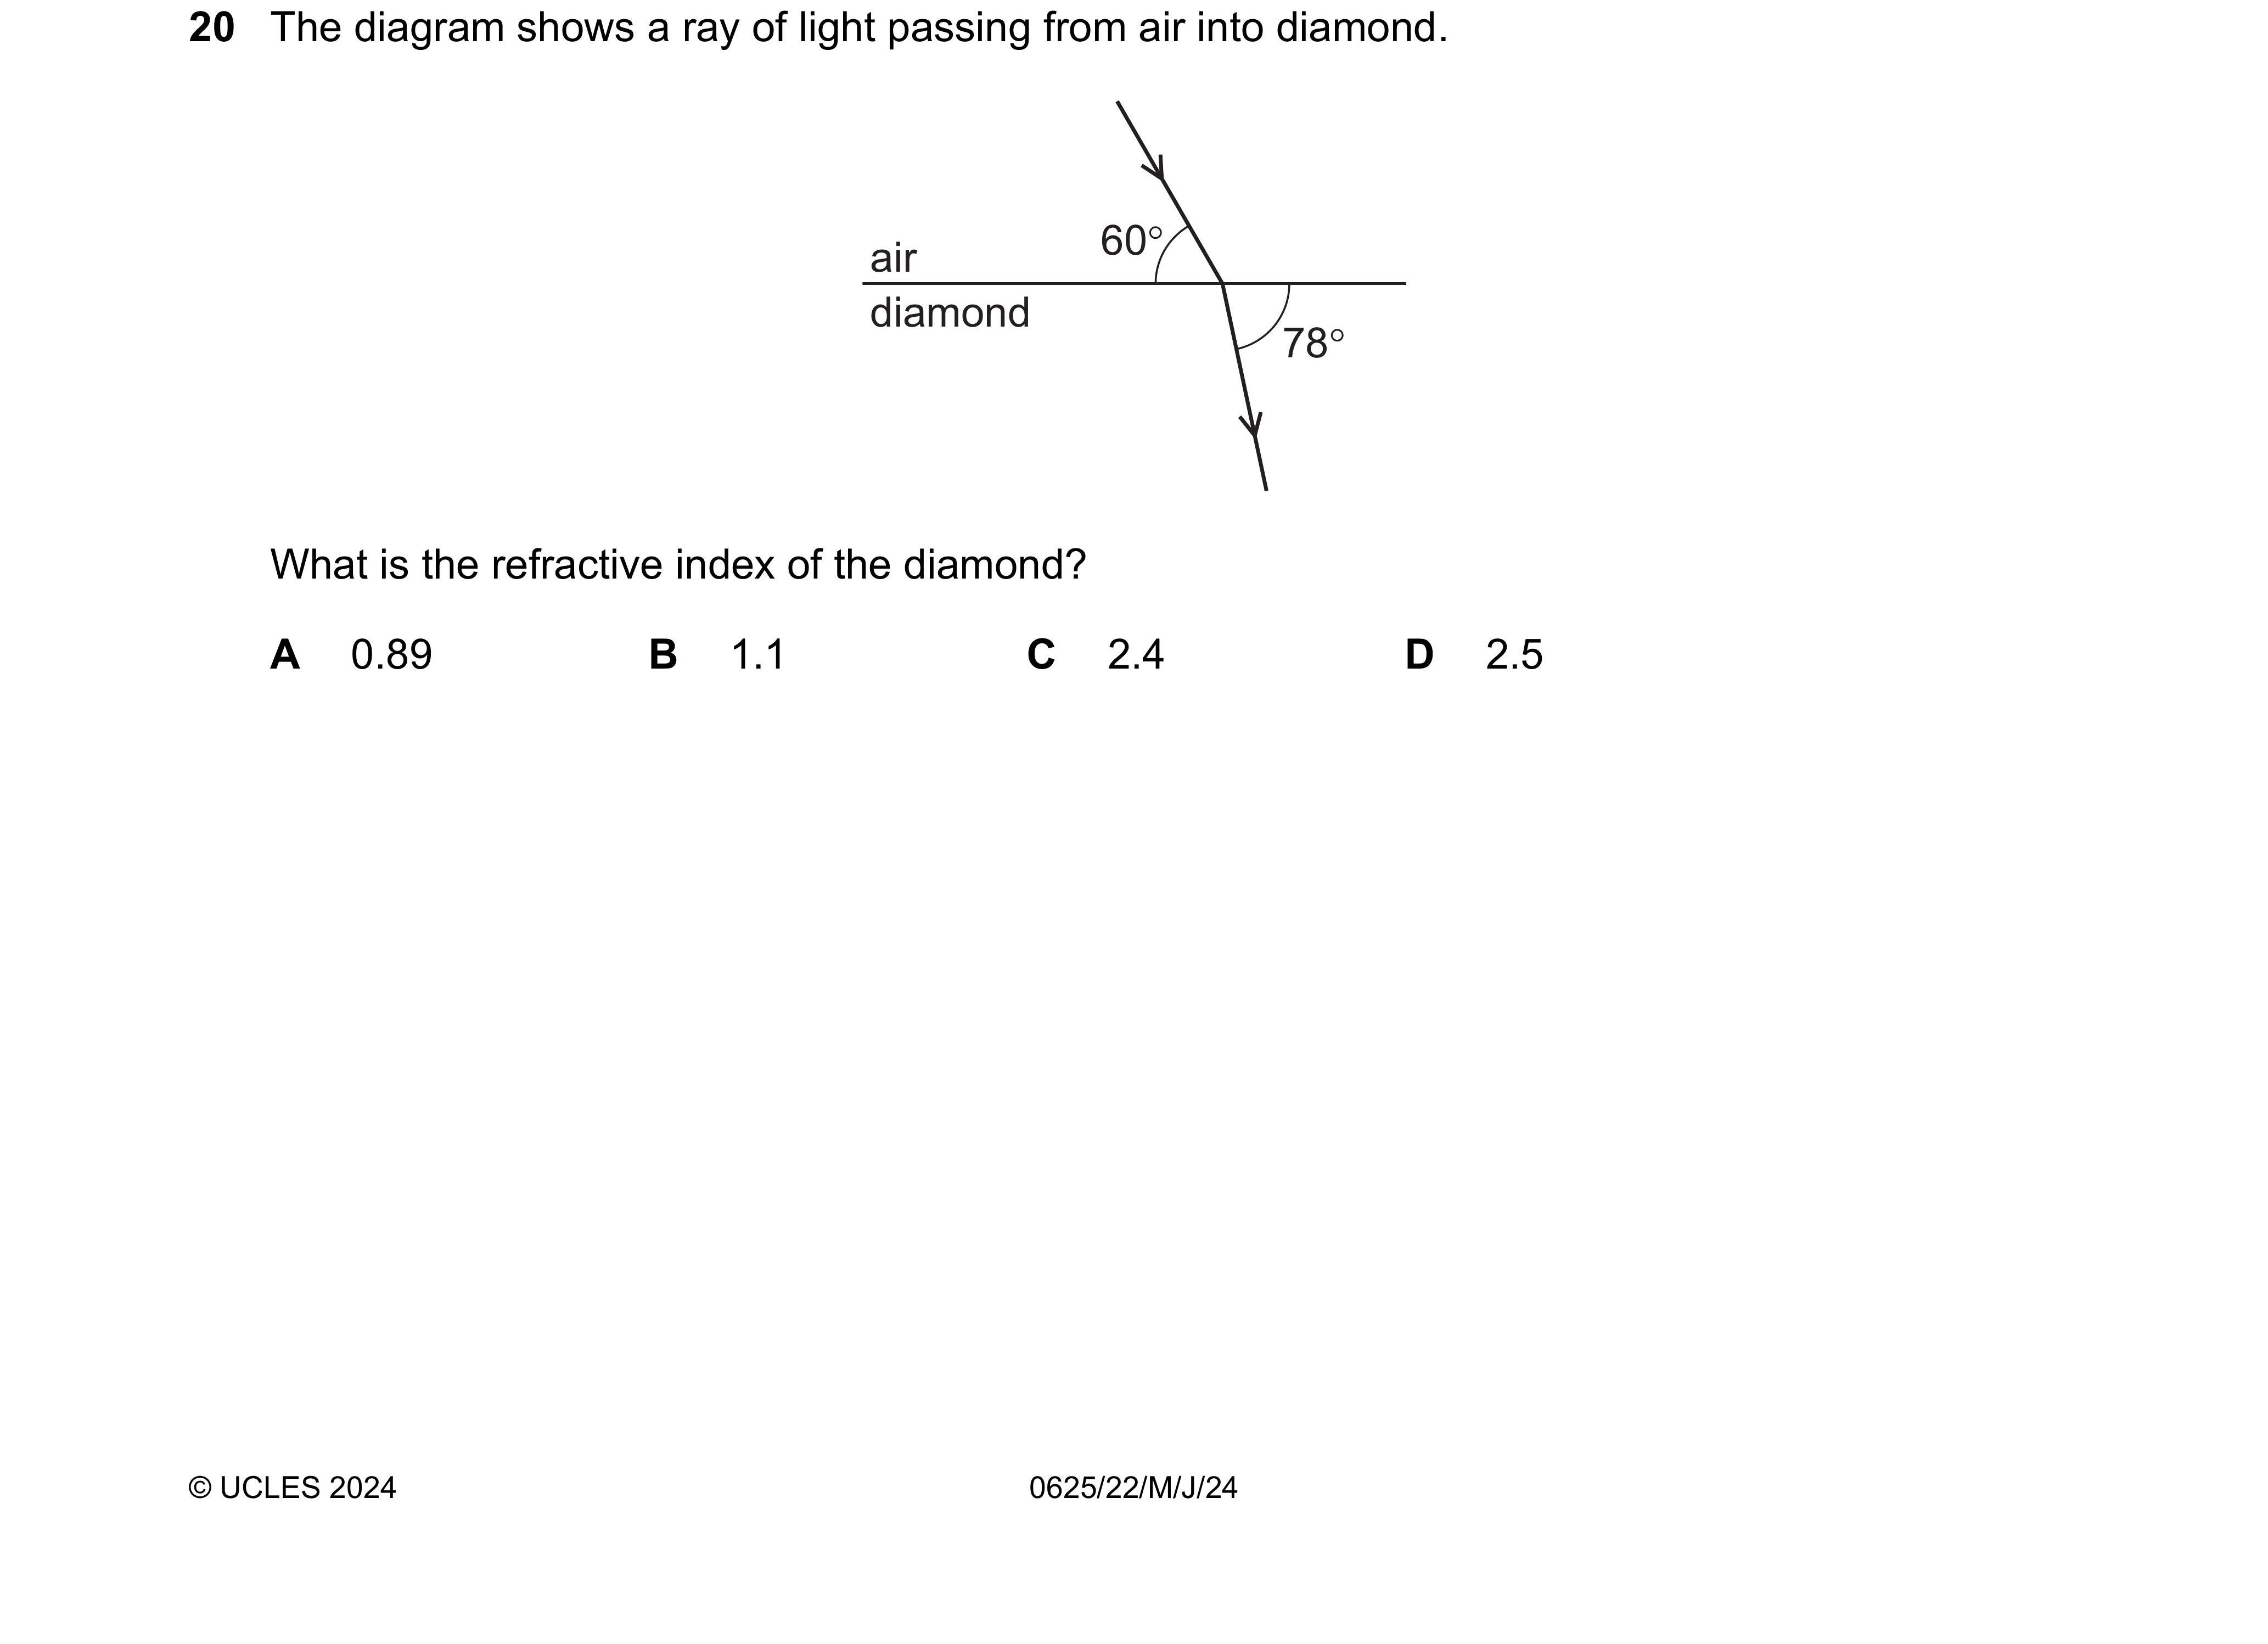 20 The diagram shows a ray of light passing from air into diamond.
60°
air
diamond
78°
What is the refractive index of the diamond?
A 0.89 B 1.1 C 2.4 D 2.5
© UCLES 2024 0625/22/M/J/24